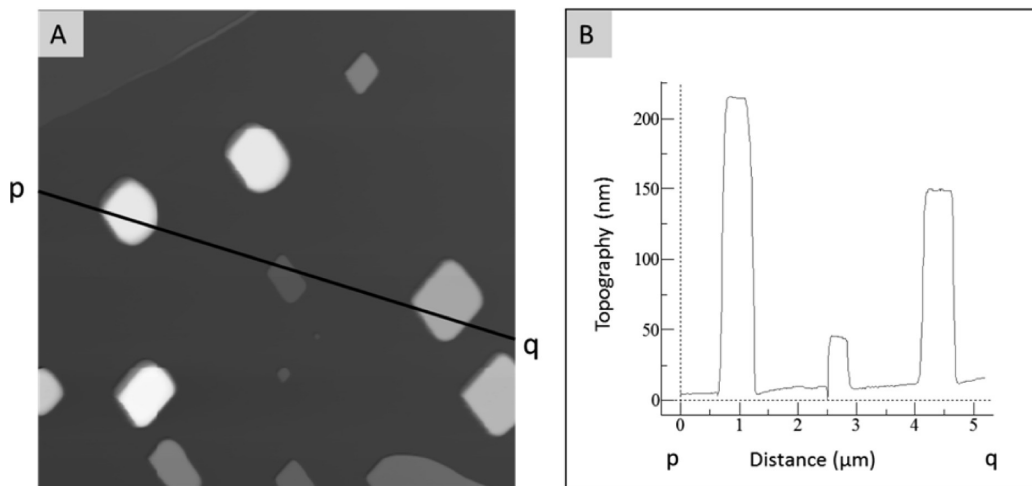 A
p
q
B
Topography (nm)
200
150
100
50
0
0 1 2 3 4 5
p Distance (μm) q